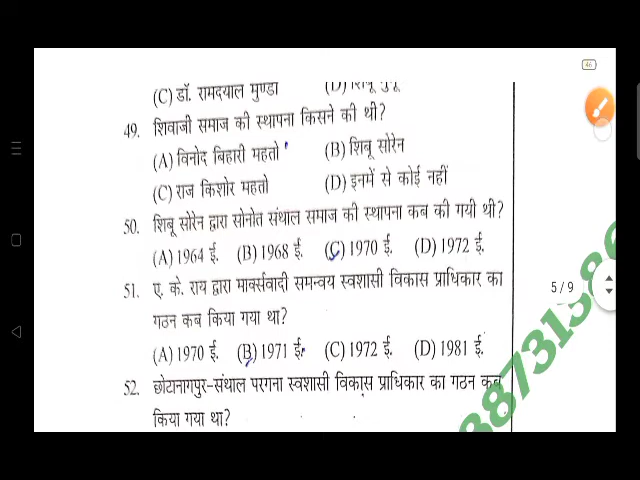 46
(C) डॉ. रामदयाल मुण्डा (D) शिबू मुर्मू
49. शिवाजी समाज की स्थापना किसने की थी?
(A) विनोद बिहारी महतो (B) शिबू सोरेन
(C) राज किशोर महतो (D) इनमें से कोई नहीं
50. शिबू सोरेन द्वारा सोनोत संथाल समाज की स्थापना कब की गयी थी?
(A) 1964 ई. (B) 1968 ई. (C) 1970 ई. (D) 1972 ई.
51. ए. के. राय द्वारा मार्क्सवादी समन्वय स्वशासी विकास प्राधिकार का
गठन कब किया गया था?
(A) 1970 ई. (B) 1971 ई. (C) 1972 ई. (D) 1981 ई.
52. छोटानागपुर-संथाल परगना स्वशासी विकास प्राधिकार का गठन कब
किया गया था?
5/9